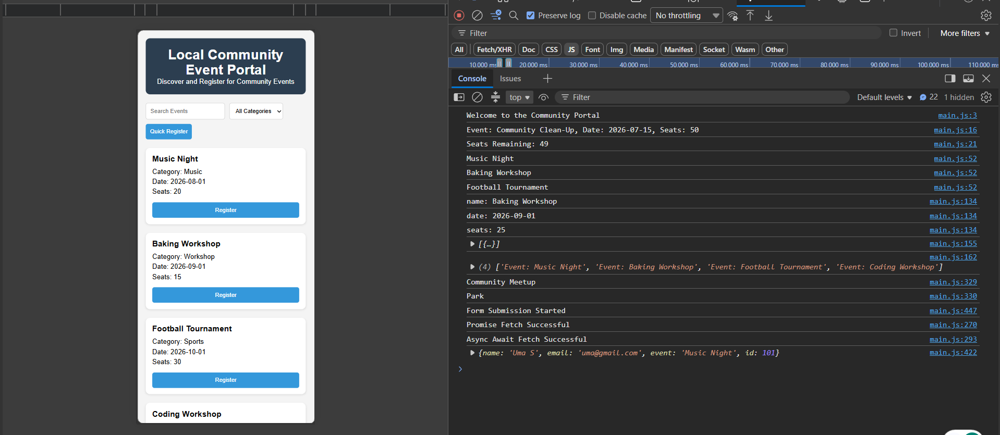 Local Community
Event Portal
Discover and Register for Community Events
Search Events
All Categories
Quick Register
Music Night
Category: Music
Date: 2026-08-01
Seats: 20
Register
Baking Workshop
Category: Workshop
Date: 2026-09-01
Seats: 15
Register
Football Tournament
Category: Sports
Date: 2026-10-01
Seats: 30
Register
Coding Workshop
Preserve log
Disable cache
No throttling
Filter
Invert
More filters
All
Fetch/XHR
Doc
CSS
JS
Font
Img
Media
Manifest
Socket
Wasm
Other
10.000 ms
20.000 ms
30.000 ms
40.000 ms
50.000 ms
60.000 ms
70.000 ms
80.000 ms
90.000 ms
100.000 ms
110.000 ms
Console
Issues
top
Filter
Default levels
22
1 hidden
Welcome to the Community Portal main.js:3
Event: Community Clean-Up, Date: 2026-07-15, Seats: 50 main.js:16
Seats Remaining: 49 main.js:21
Music Night main.js:52
Baking Workshop main.js:52
Football Tournament main.js:52
name: Baking Workshop main.js:134
date: 2026-09-01 main.js:134
seats: 25 main.js:134
[{…}] main.js:155
main.js:162
(4) ['Event: Music Night', 'Event: Baking Workshop', 'Event: Football Tournament', 'Event: Coding Workshop']
Community Meetup main.js:329
Park main.js:330
Form Submission Started main.js:447
Promise Fetch Successful main.js:270
Async Await Fetch Successful main.js:293
{name: 'Uma S', email: 'uma@gmail.com', event: 'Music Night', id: 101} main.js:422